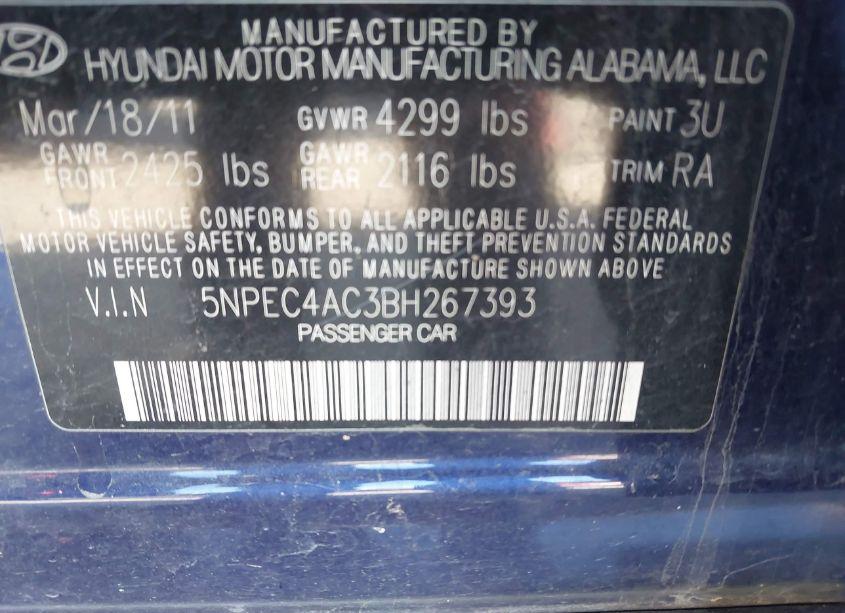 MANUFACTURED BY
HYUNDAI MOTOR MANUFACTURING ALABAMA, LLC
Mar/18/11 GVWR 4299 lbs PAINT 3U
GAWR FRONT 2425 lbs GAWR REAR 2116 lbs TRIM RA
THIS VEHICLE CONFORMS TO ALL APPLICABLE U.S.A. FEDERAL
MOTOR VEHICLE SAFETY, BUMPER, AND THEFT PREVENTION STANDARDS
IN EFFECT ON THE DATE OF MANUFACTURE SHOWN ABOVE
V.I.N 5NPEC4AC3BH267393
PASSENGER CAR